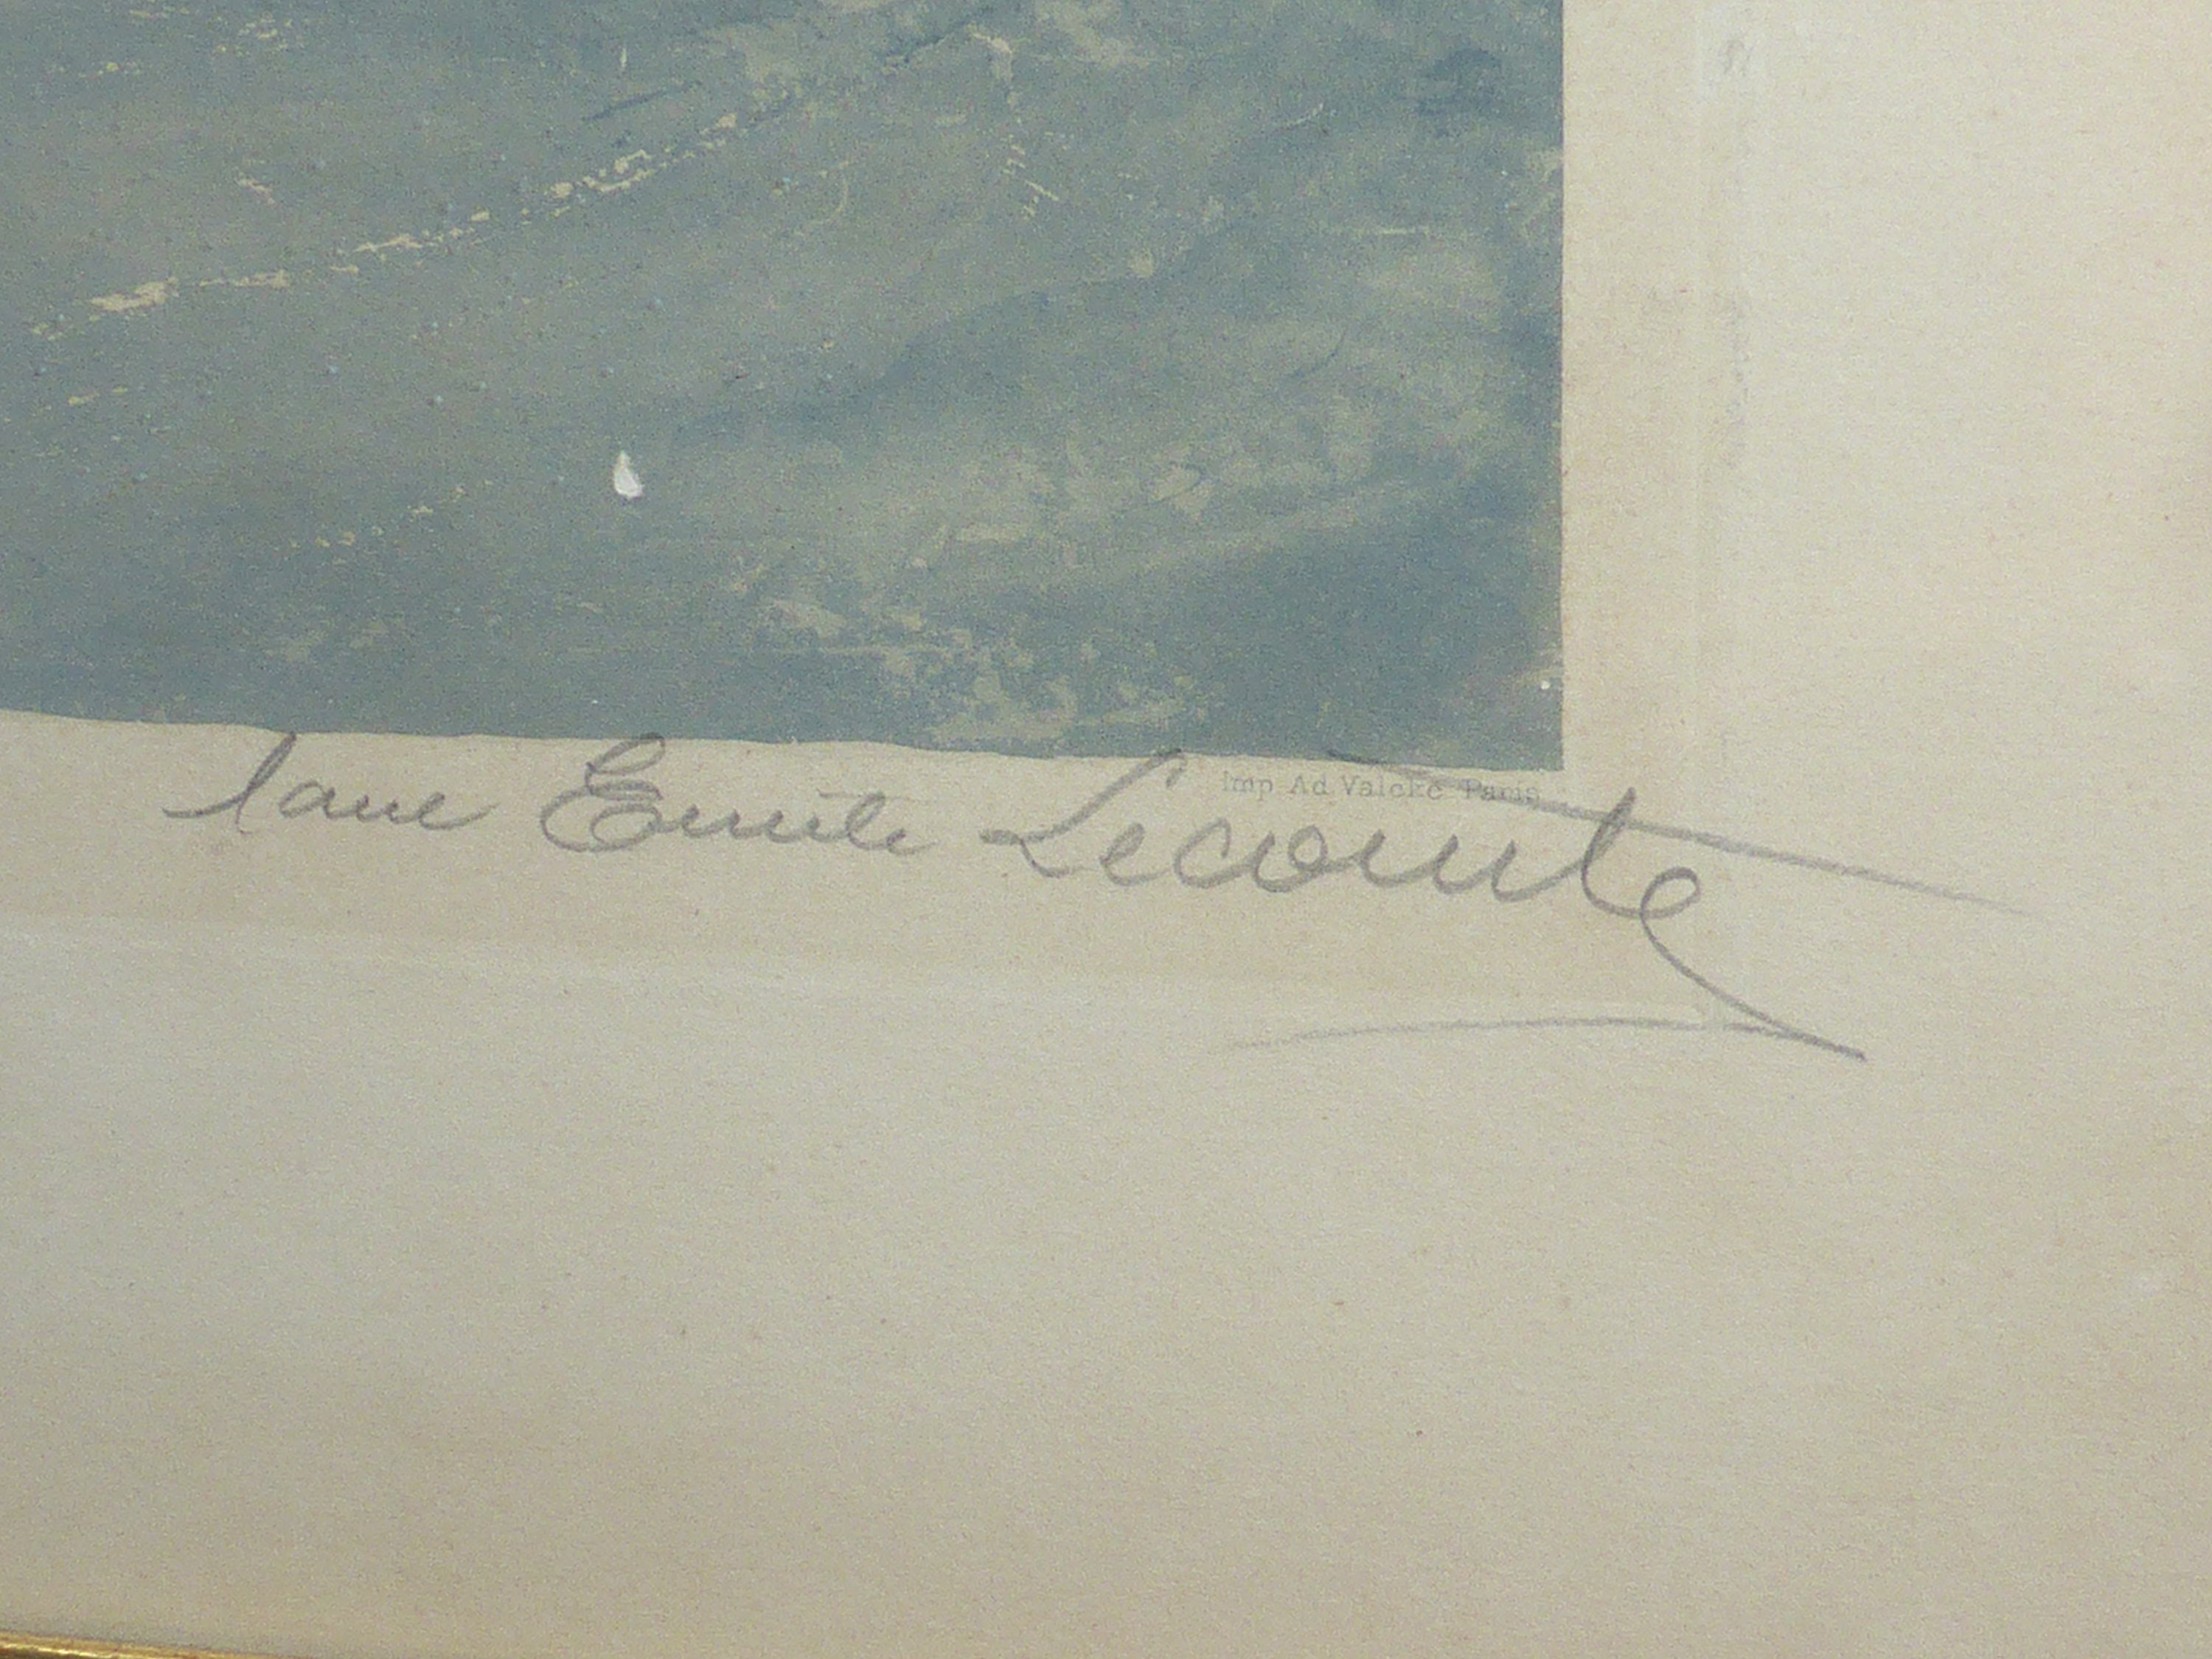 Imp Ad Valcke Paris
Emile Lecomte